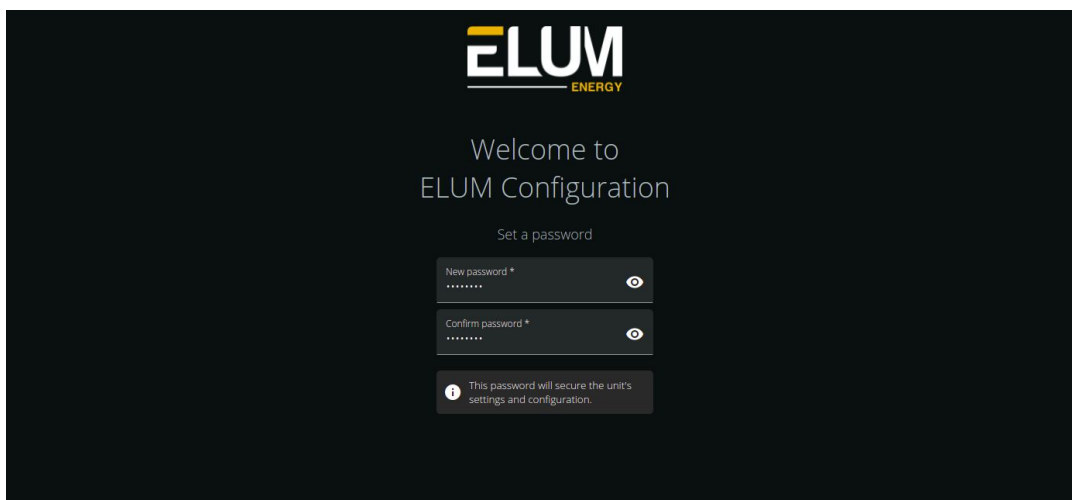 ELUM
ENERGY
Welcome to
ELUM Configuration
Set a password
New password *
••••••••
Confirm password *
••••••••
This password will secure the unit's
settings and configuration.